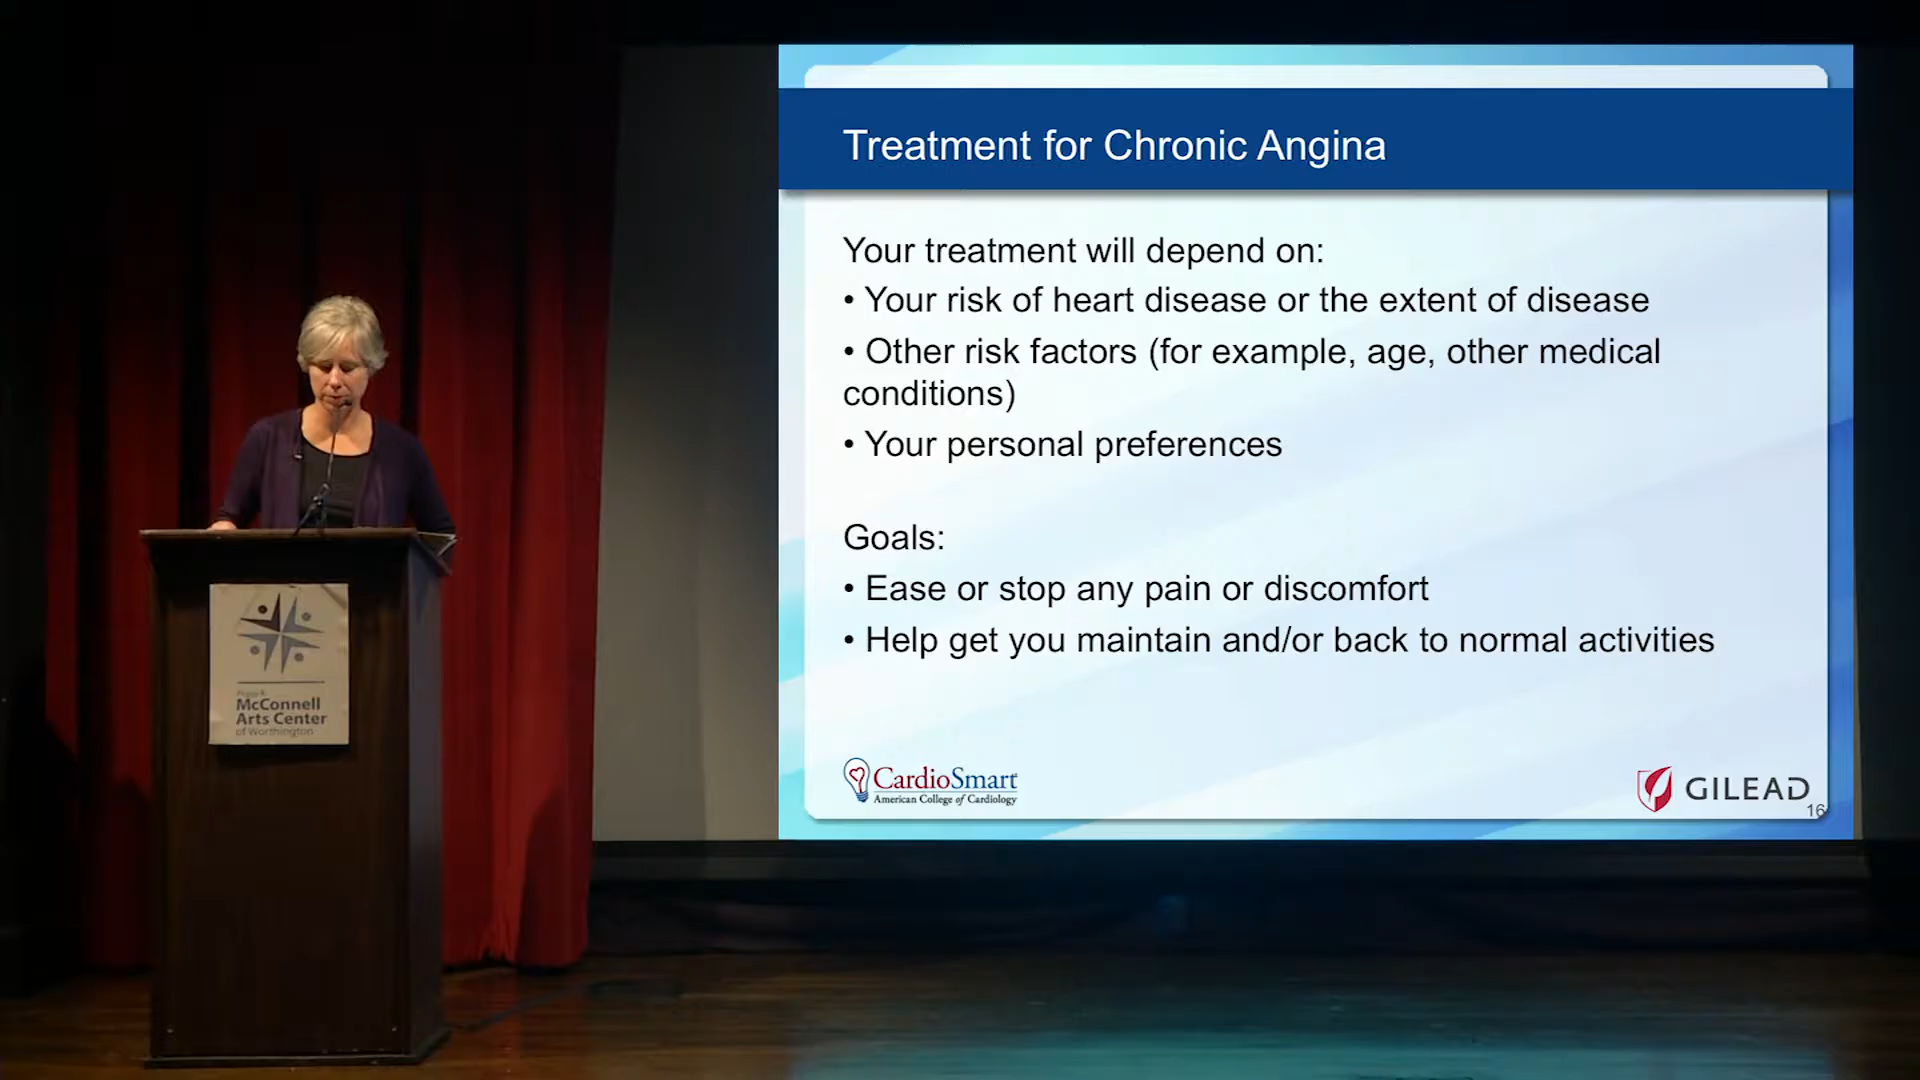 Treatment for Chronic Angina
Your treatment will depend on:
• Your risk of heart disease or the extent of disease
• Other risk factors (for example, age, other medical
conditions)
• Your personal preferences
Goals:
• Ease or stop any pain or discomfort
• Help get you maintain and/or back to normal activities
CardioSmart
American College of Cardiology
GILEAD
16
McConnell
Arts Center
of Worthington